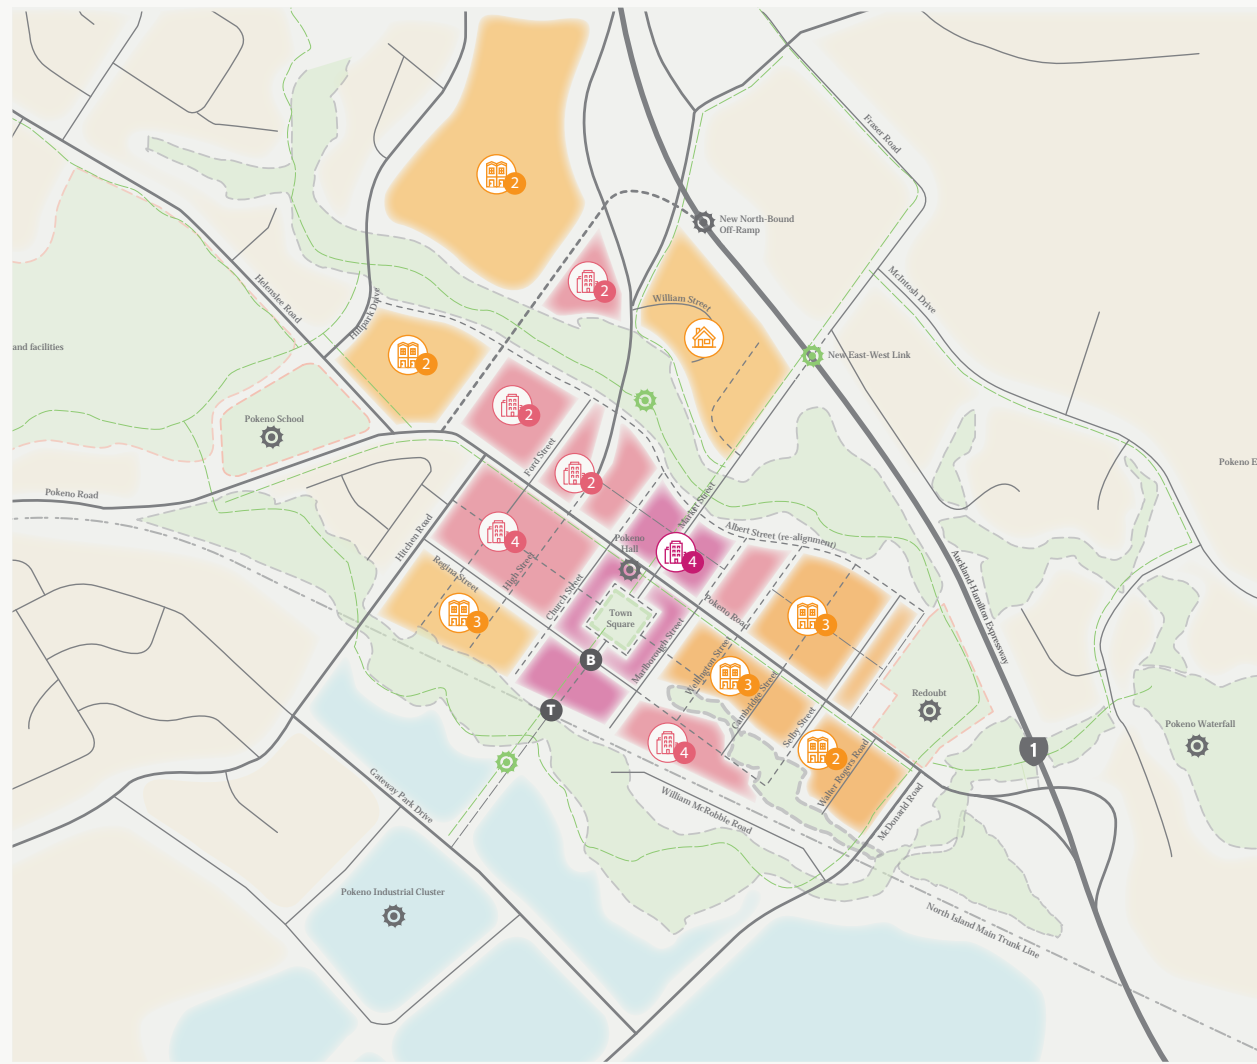 Fraser Road
2
New North-Bound
Off-Ramp
McIntosh Drive
Helenslee Road
2
William Street
Hillpark Drive
and facilities
New East-West Link
2
Pokeno School
2
Ford Street
2
Pokeno E
Pokeno Road
Market Street
Hitchen Road
4
Albert Street (re-alignment)
Pokeno
Hall
4
Regina Street
High Street
Church Street
Auckland-Hamilton Expressway
3
Town
Square
Pokeno Road
3
Marlborough Street
Wellington Street
B
3
Cambridge Street
T
Redoubt
Selby Street
Pokeno Waterfall
4
2
1
Walter Rogers Road
Gateway Park Drive
William McRobbie Road
McDonarld Road
Pokeno Industrial Cluster
North Island Main Trunk Line